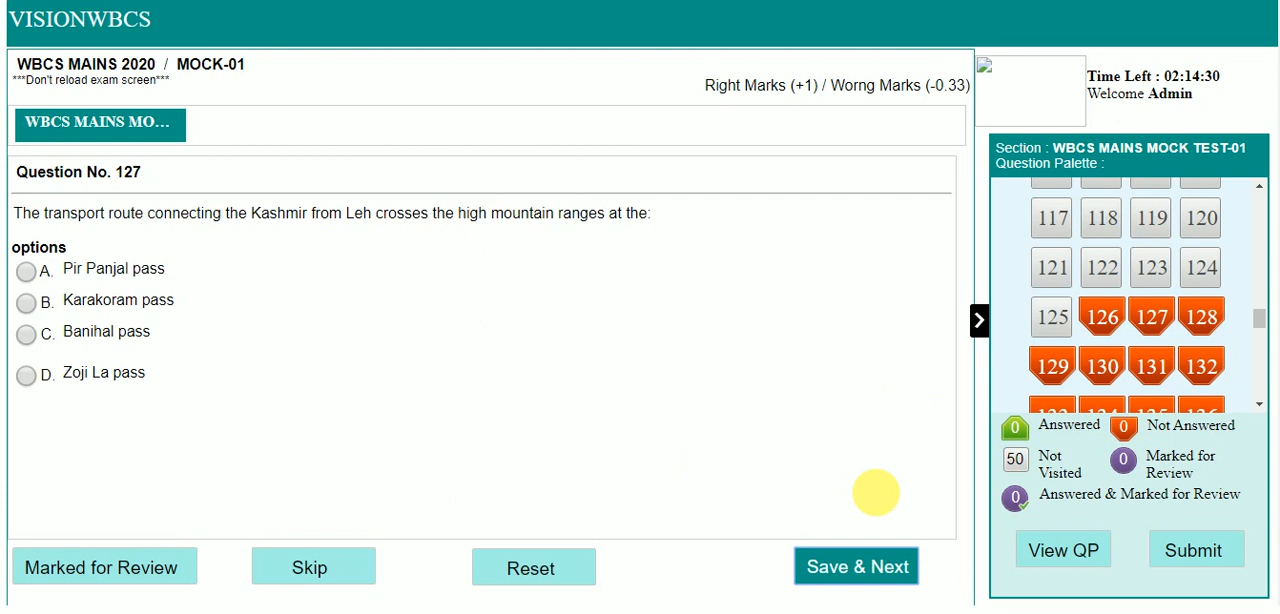 VISIONWBCS
WBCS MAINS 2020 / MOCK-01
***Don't reload exam screen***
Right Marks (+1) / Worng Marks (-0.33)
Time Left : 02:14:30
Welcome Admin
WBCS MAINS MO...
Section : WBCS MAINS MOCK TEST-01
Question Palette :
Question No. 127
The transport route connecting the Kashmir from Leh crosses the high mountain ranges at the:
options
A. Pir Panjal pass
B. Karakoram pass
C. Banihal pass
D. Zoji La pass
117 118 119 120
121 122 123 124
125 126 127 128
129 130 131 132
0 Answered 0 Not Answered
50 Not Visited 0 Marked for Review
0 Answered & Marked for Review
View QP Submit
Marked for Review Skip Reset Save & Next